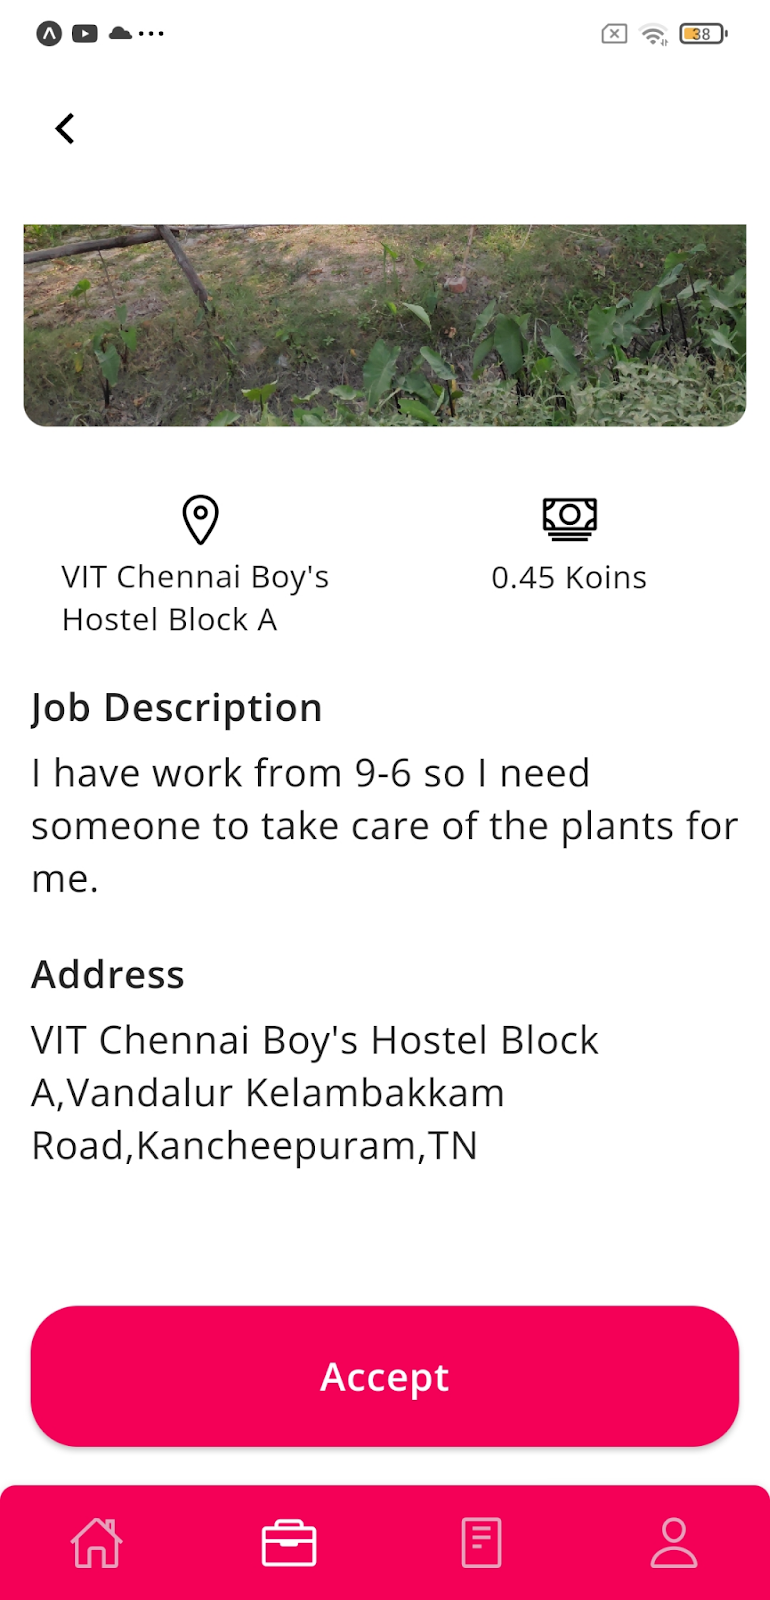 38
VIT Chennai Boy's
Hostel Block A
0.45 Koins
Job Description
I have work from 9-6 so I need
someone to take care of the plants for
me.
Address
VIT Chennai Boy's Hostel Block
A,Vandalur Kelambakkam
Road,Kancheepuram,TN
Accept